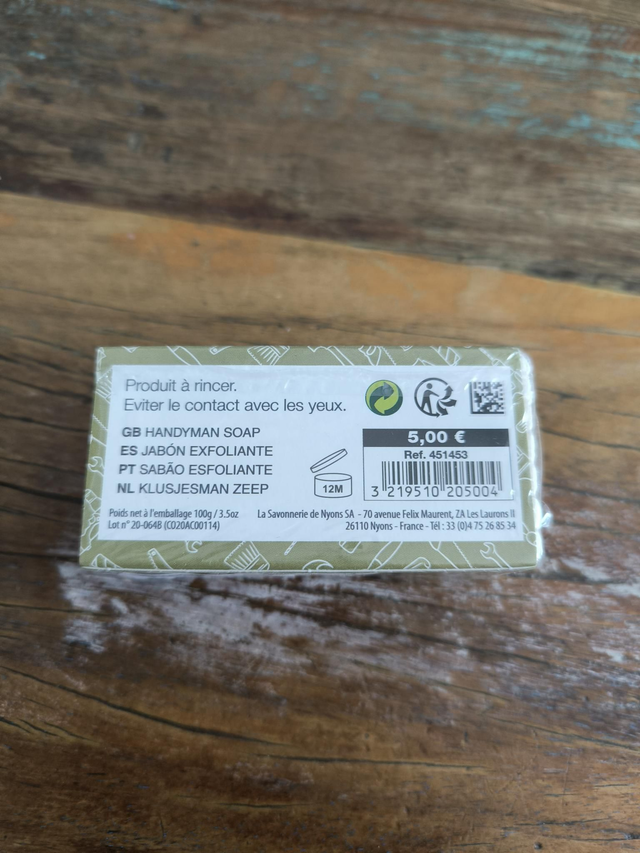 Produit à rincer.
Eviter le contact avec les yeux.
GB HANDYMAN SOAP
ES JABÓN EXFOLIANTE
PT SABÃO ESFOLIANTE
NL KLUSJESMAN ZEEP
12M
5,00 €
Ref. 451453
3 219510 205004
Poids net à l'emballage 100g / 3.5oz
Lot n° 20-064B (CO20AC00114)
La Savonnerie de Nyons SA - 70 avenue Felix Maurent, ZA Les Laurons II
26110 Nyons - France - Tél : 33 (0)4 75 26 85 34